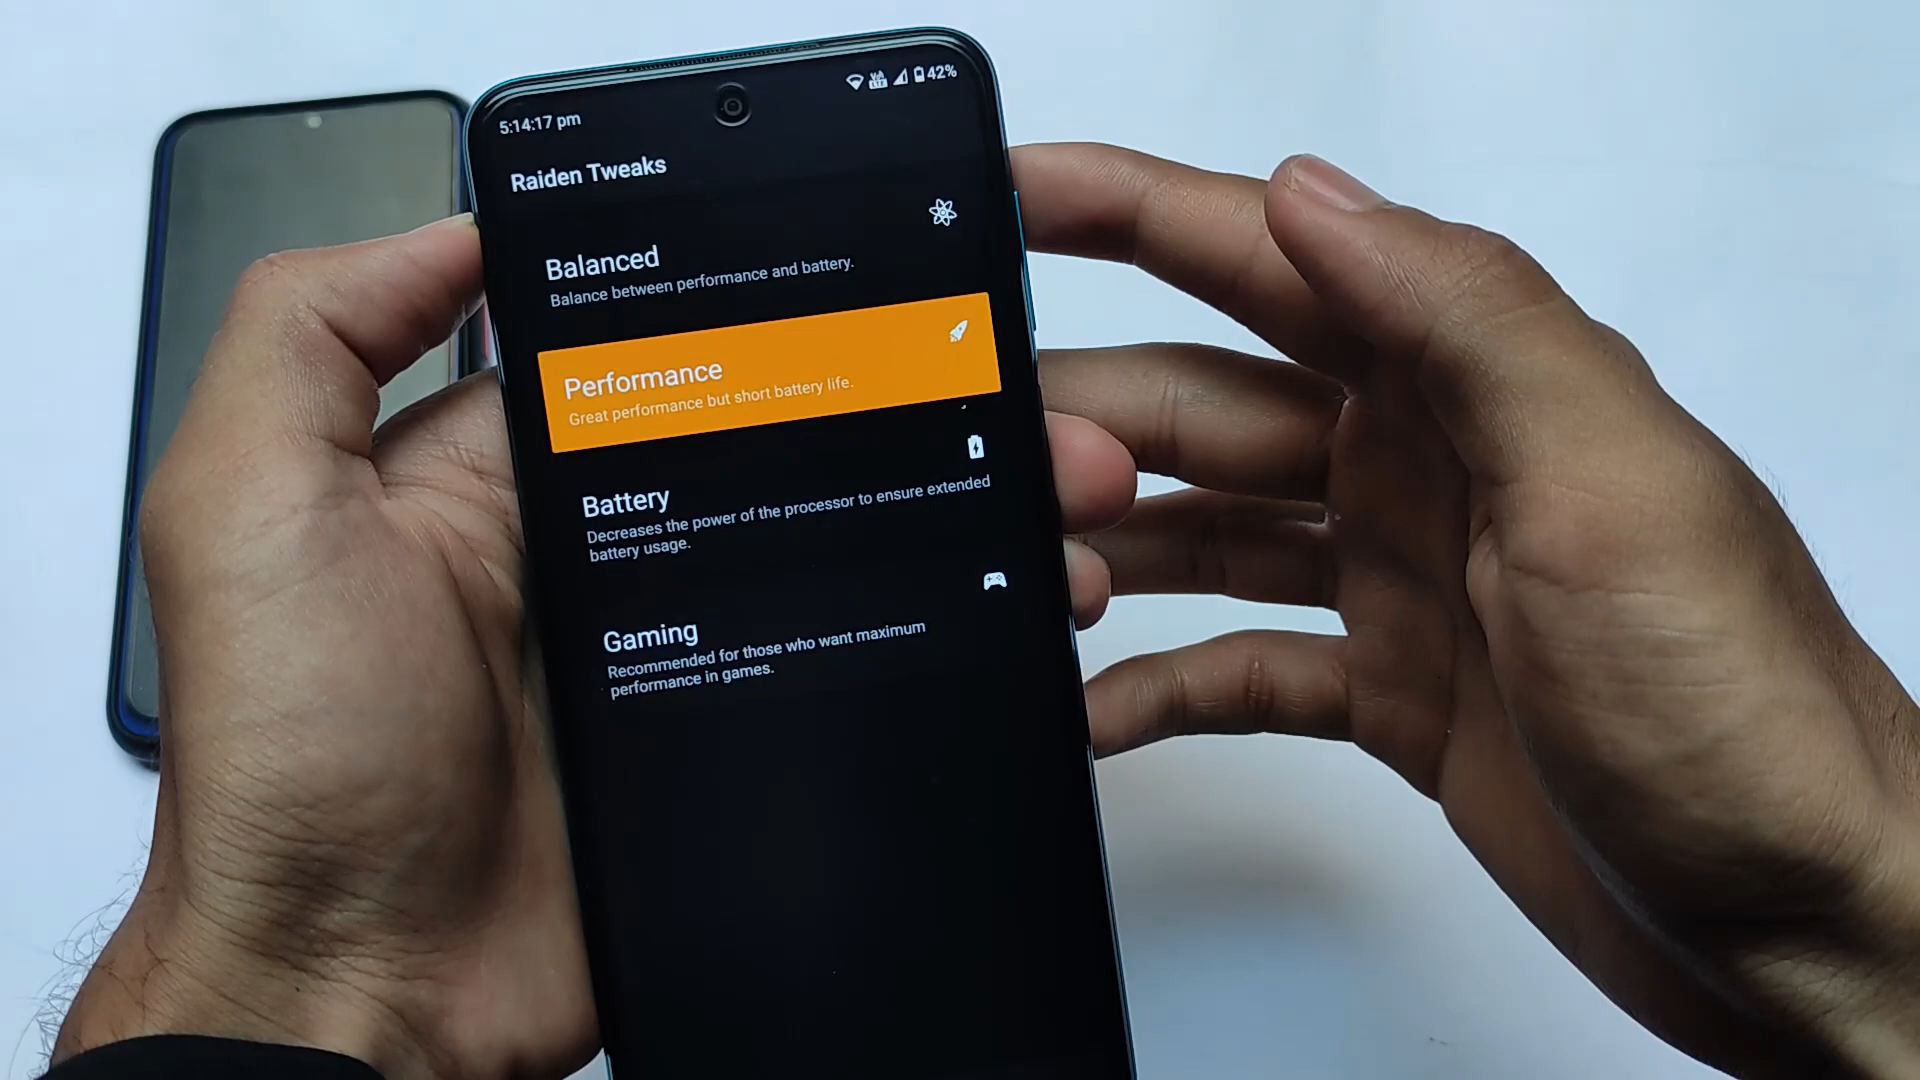 5:14:17 pm
Vo LTE 42%
Raiden Tweaks
Balanced
Balance between performance and battery.
Performance
Great performance but short battery life.
Battery
Decreases the power of the processor to ensure extended
battery usage.
Gaming
Recommended for those who want maximum
performance in games.